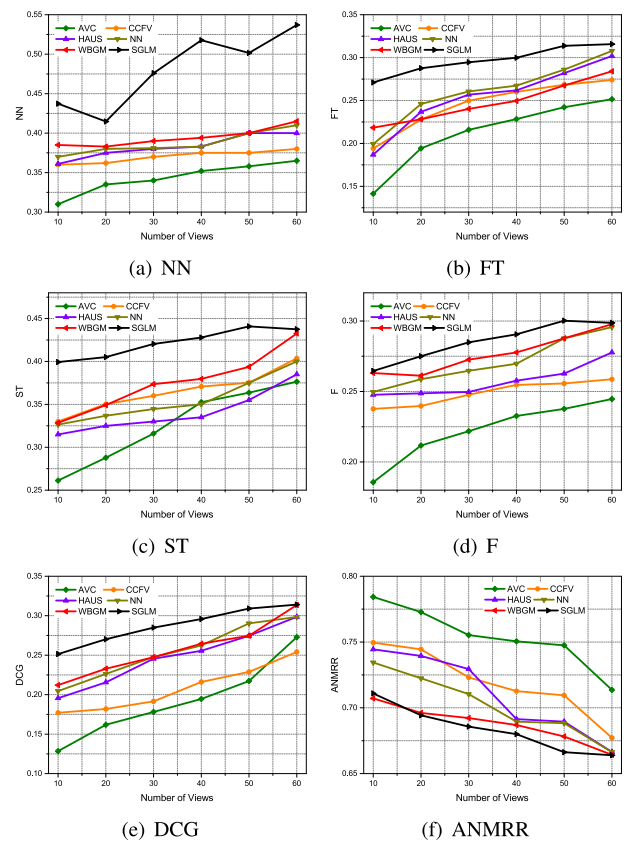 0.55
0.50
0.45
0.40
0.35
0.30
NN
AVC CCFV
HAUS NN
WBGM SGLM
10 20 30 40 50 60
Number of Views
(a) NN
0.35
0.30
0.25
0.20
0.15
FT
AVC CCFV
HAUS NN
WBGM SGLM
10 20 30 40 50 60
Number of Views
(b) FT
0.45
0.40
0.35
0.30
0.25
ST
AVC CCFV
HAUS NN
WBGM SGLM
10 20 30 40 50 60
Number of Views
(c) ST
0.30
0.25
0.20
F
AVC CCFV
HAUS NN
WBGM SGLM
10 20 30 40 50 60
Number of Views
(d) F
0.35
0.30
0.25
0.20
0.15
0.10
DCG
AVC CCFV
HAUS NN
WBGM SGLM
10 20 30 40 50 60
Number of Views
(e) DCG
0.80
0.75
0.70
0.65
ANMRR
AVC CCFV
HAUS NN
WBGM SGLM
10 20 30 40 50 60
Number of Views
(f) ANMRR